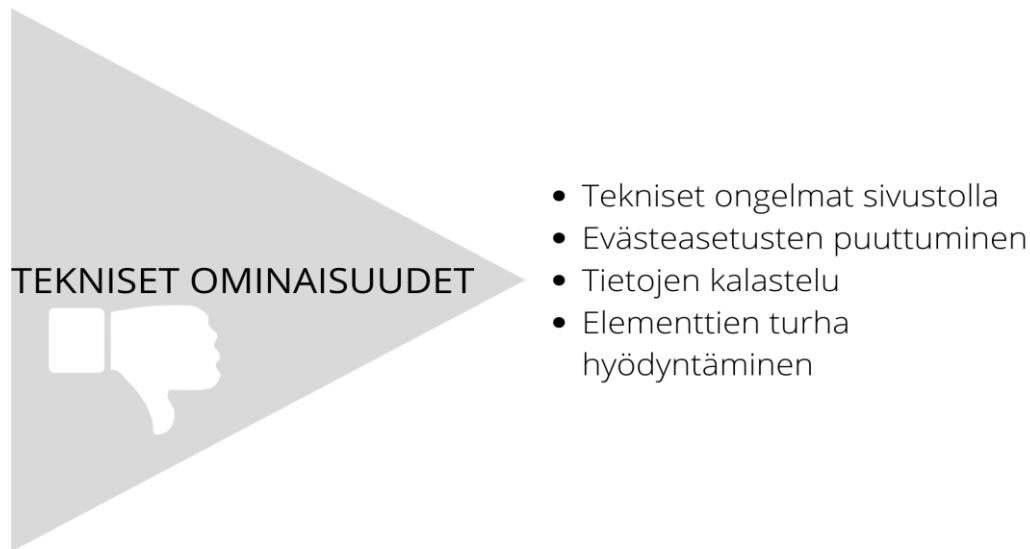 TEKNISET OMINAISUUDET
• Tekniset ongelmat sivustolla
• Evästeasetusten puuttuminen
• Tietojen kalastelu
• Elementtien turha
hyödyntäminen